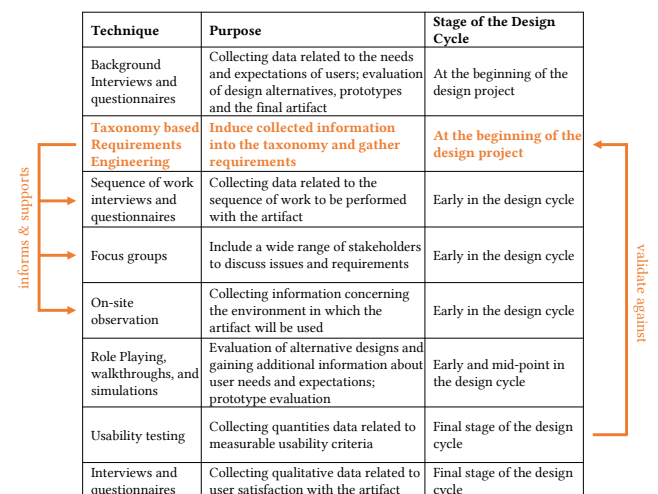 Technique
Purpose
Stage of the Design
Cycle
Background
Interviews and
questionnaires
Collecting data related to the needs
and expectations of users; evaluation
of design alternatives, prototypes
and the final artifact
At the beginning of the
design project
Taxonomy based
Requirements
Engineering
Induce collected information
into the taxonomy and gather
requirements
At the beginning of the
design project
Sequence of work
interviews and
questionnaires
Collecting data related to the
sequence of work to be performed
with the artifact
Early in the design cycle
Focus groups
Include a wide range of stakeholders
to discuss issues and requirements
Early in the design cycle
On-site
observation
Collecting information concerning
the environment in which the
artifact will be used
Early in the design cycle
Role Playing,
walkthroughs, and
simulations
Evaluation of alternative designs and
gaining additional information about
user needs and expectations;
prototype evaluation
Early and mid-point in
the design cycle
Usability testing
Collecting quantities data related to
measurable usability criteria
Final stage of the design
cycle
Interviews and
questionnaires
Collecting qualitative data related to
user satisfaction with the artifact
Final stage of the design
cycle
informs & supports
validate against